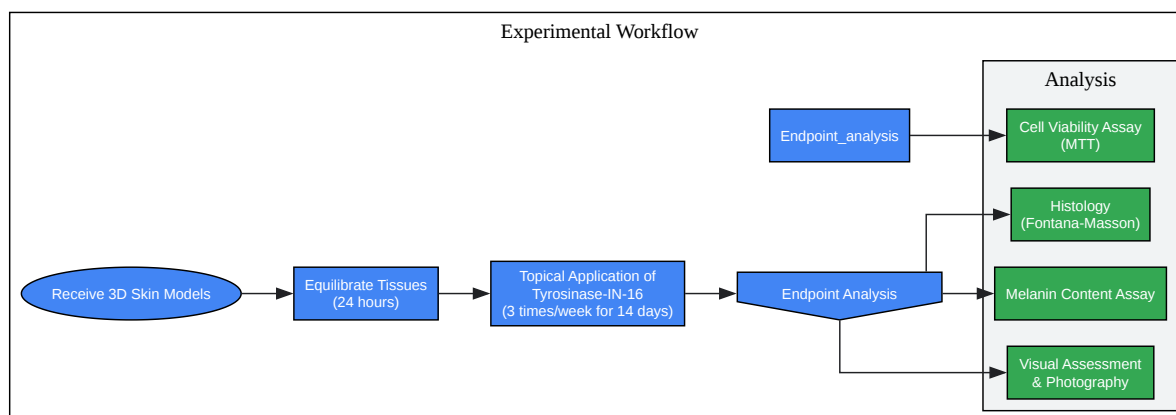 Experimental Workflow
Analysis
Endpoint_analysis
Cell Viability Assay
(MTT)
Histology
(Fontana-Masson)
Receive 3D Skin Models
Equilibrate Tissues
(24 hours)
Topical Application of
Tyrosinase-IN-16
(3 times/week for 14 days)
Endpoint Analysis
Melanin Content Assay
Visual Assessment
& Photography